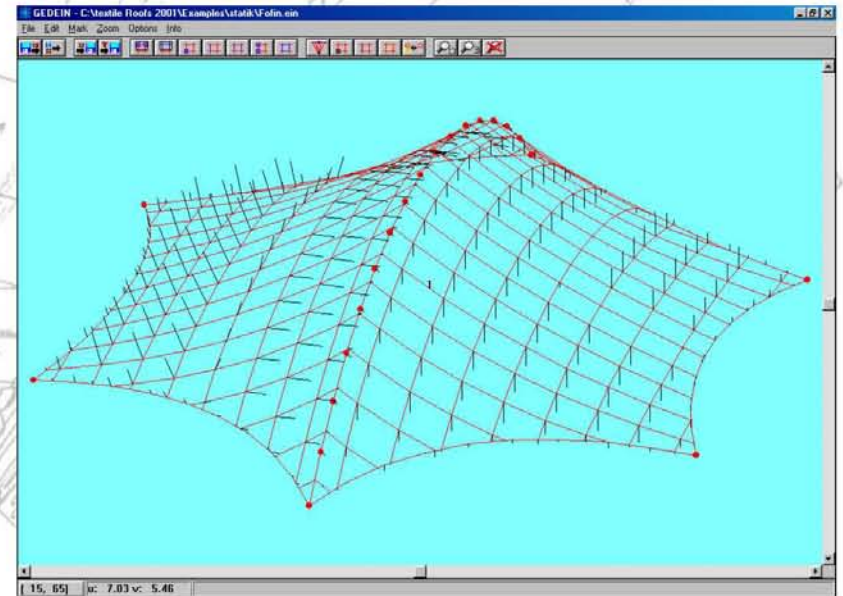 GEDEIN - C:\textile Roofs 2001\Examples\statik\Fofin.ein
File Edit Mark Zoom Options Info
[ 15, 65] u: 7.03 v: 5.46